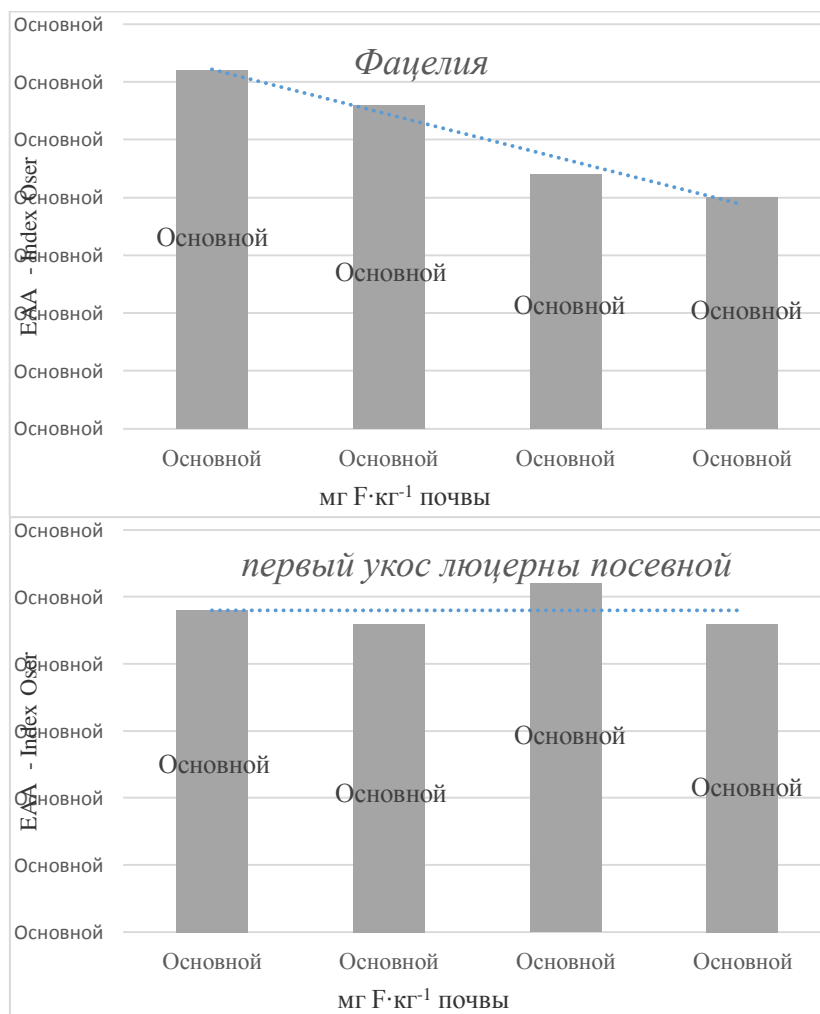 Основной
Фацелия
Основной
Основной
Основной
Основной
Основной
Основной
Основной
EAA - Index Oser
Основной
Основной
Основной
Основной
Основной Основной Основной Основной
мг F·кг⁻¹ почвы
Основной
первый укос люцерны посевной
Основной
Основной
Основной
Основной
Основной
Основной
EAA - Index Oser
Основной
Основной
Основной
Основной
Основной Основной Основной Основной
мг F·кг⁻¹ почвы